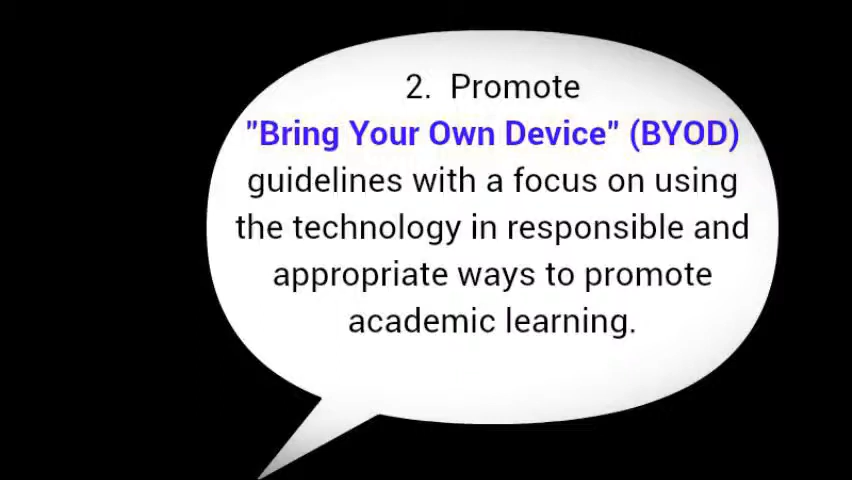 2. Promote
"Bring Your Own Device" (BYOD)
guidelines with a focus on using
the technology in responsible and
appropriate ways to promote
academic learning.